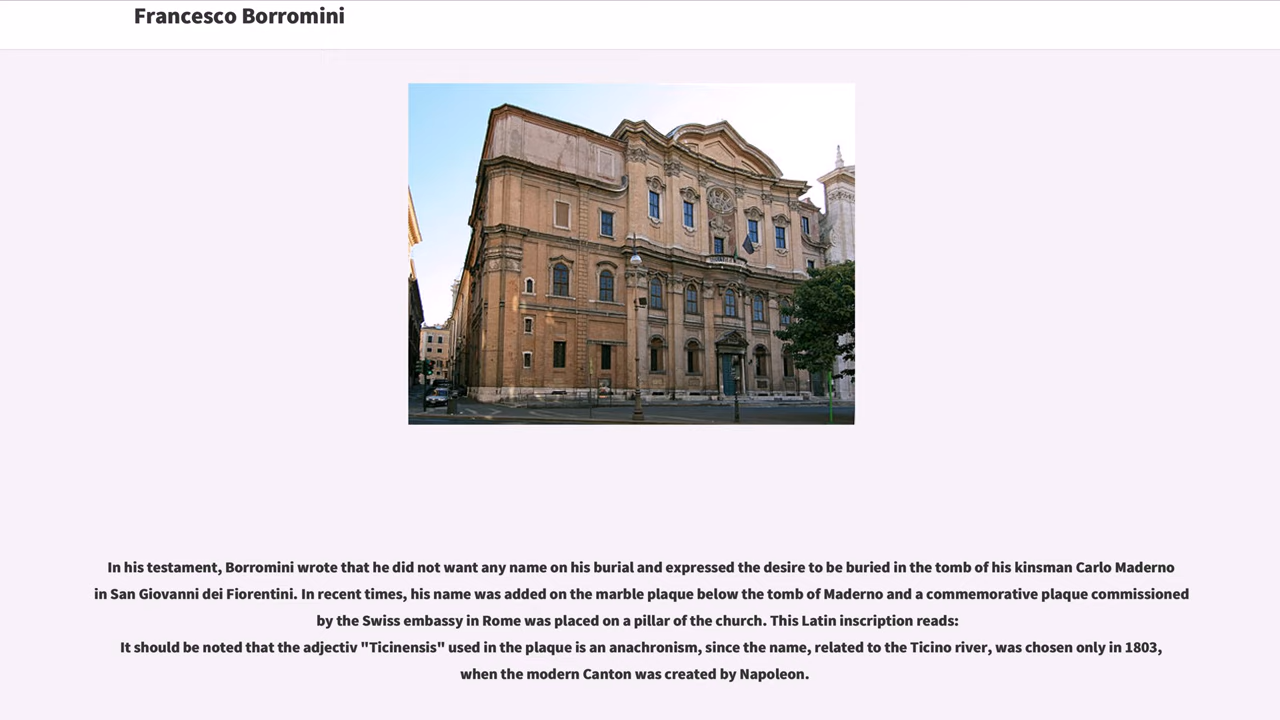 Francesco Borromini
In his testament, Borromini wrote that he did not want any name on his burial and expressed the desire to be buried in the tomb of his kinsman Carlo Maderno
in San Giovanni dei Fiorentini. In recent times, his name was added on the marble plaque below the tomb of Maderno and a commemorative plaque commissioned
by the Swiss embassy in Rome was placed on a pillar of the church. This Latin inscription reads:
It should be noted that the adjectiv "Ticinensis" used in the plaque is an anachronism, since the name, related to the Ticino river, was chosen only in 1803,
when the modern Canton was created by Napoleon.